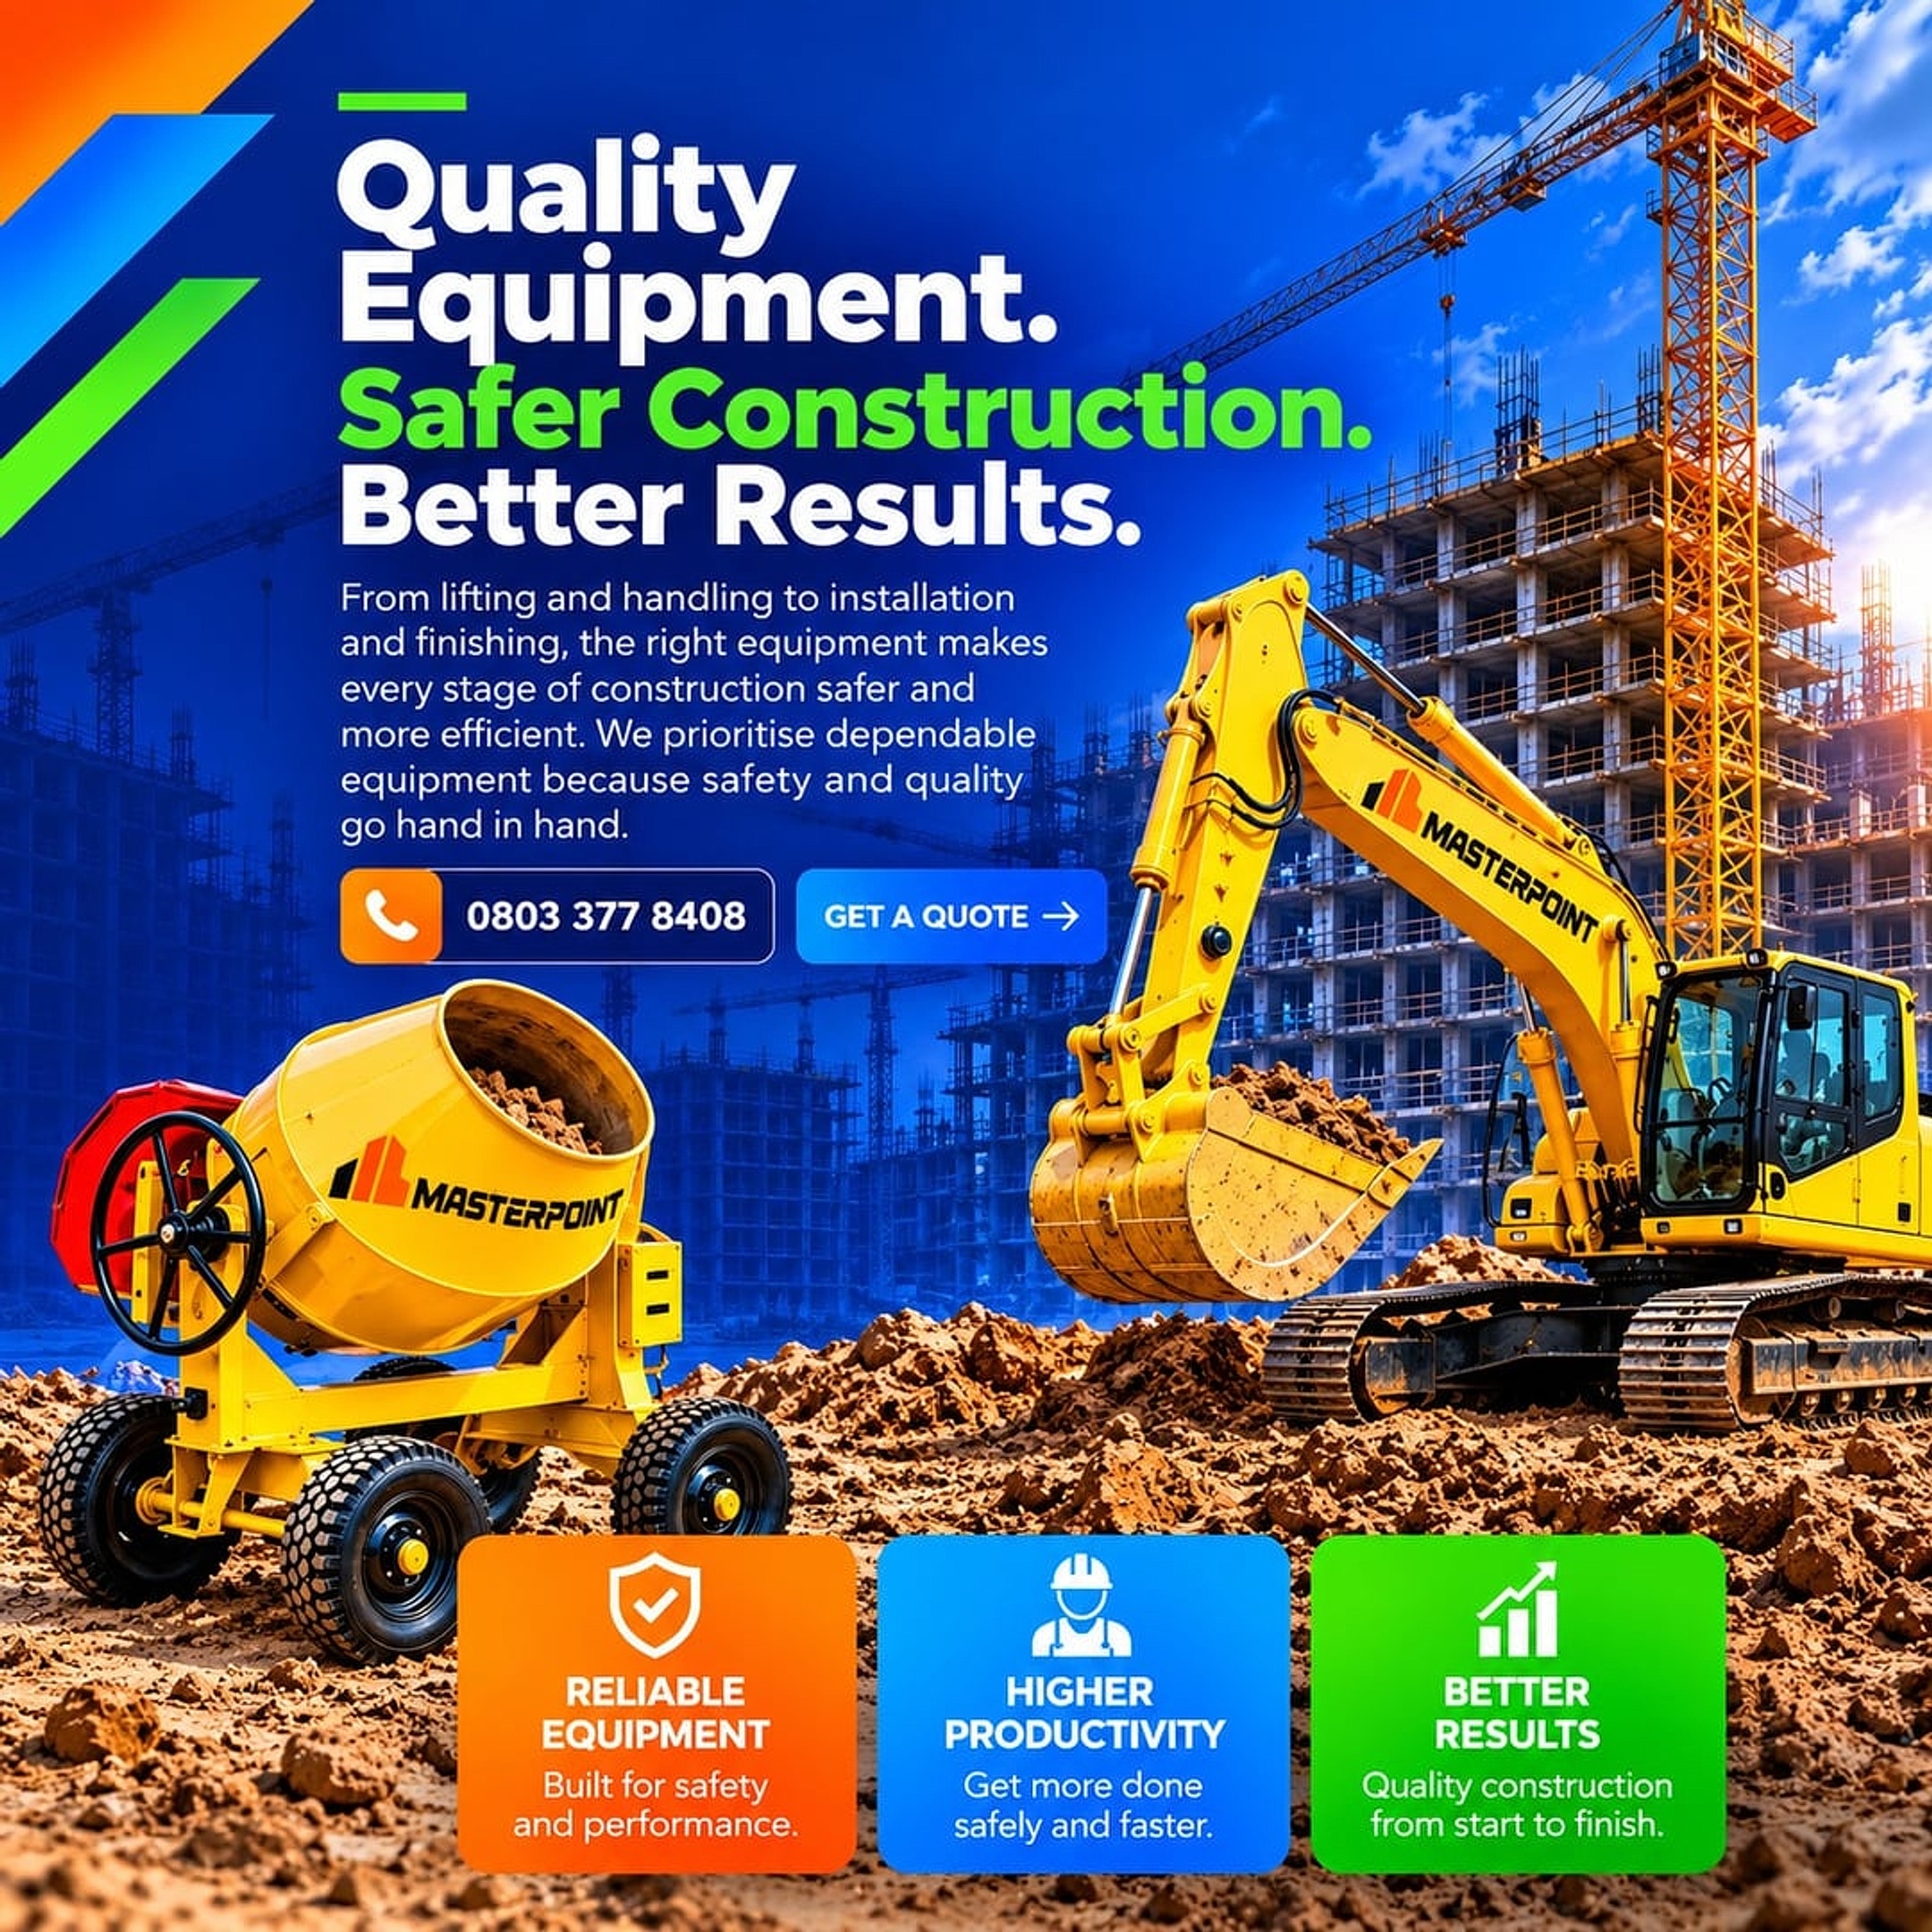 Quality
Equipment.
Safer Construction.
Better Results.
From lifting and handling to installation
and finishing, the right equipment makes
every stage of construction safer and
more efficient. We prioritise dependable
equipment because safety and quality
go hand in hand.
0803 377 8408
GET A QUOTE →
MASTERPOINT
MASTERPOINT
RELIABLE
EQUIPMENT
Built for safety
and performance.
HIGHER
PRODUCTIVITY
Get more done
safely and faster.
BETTER
RESULTS
Quality construction
from start to finish.